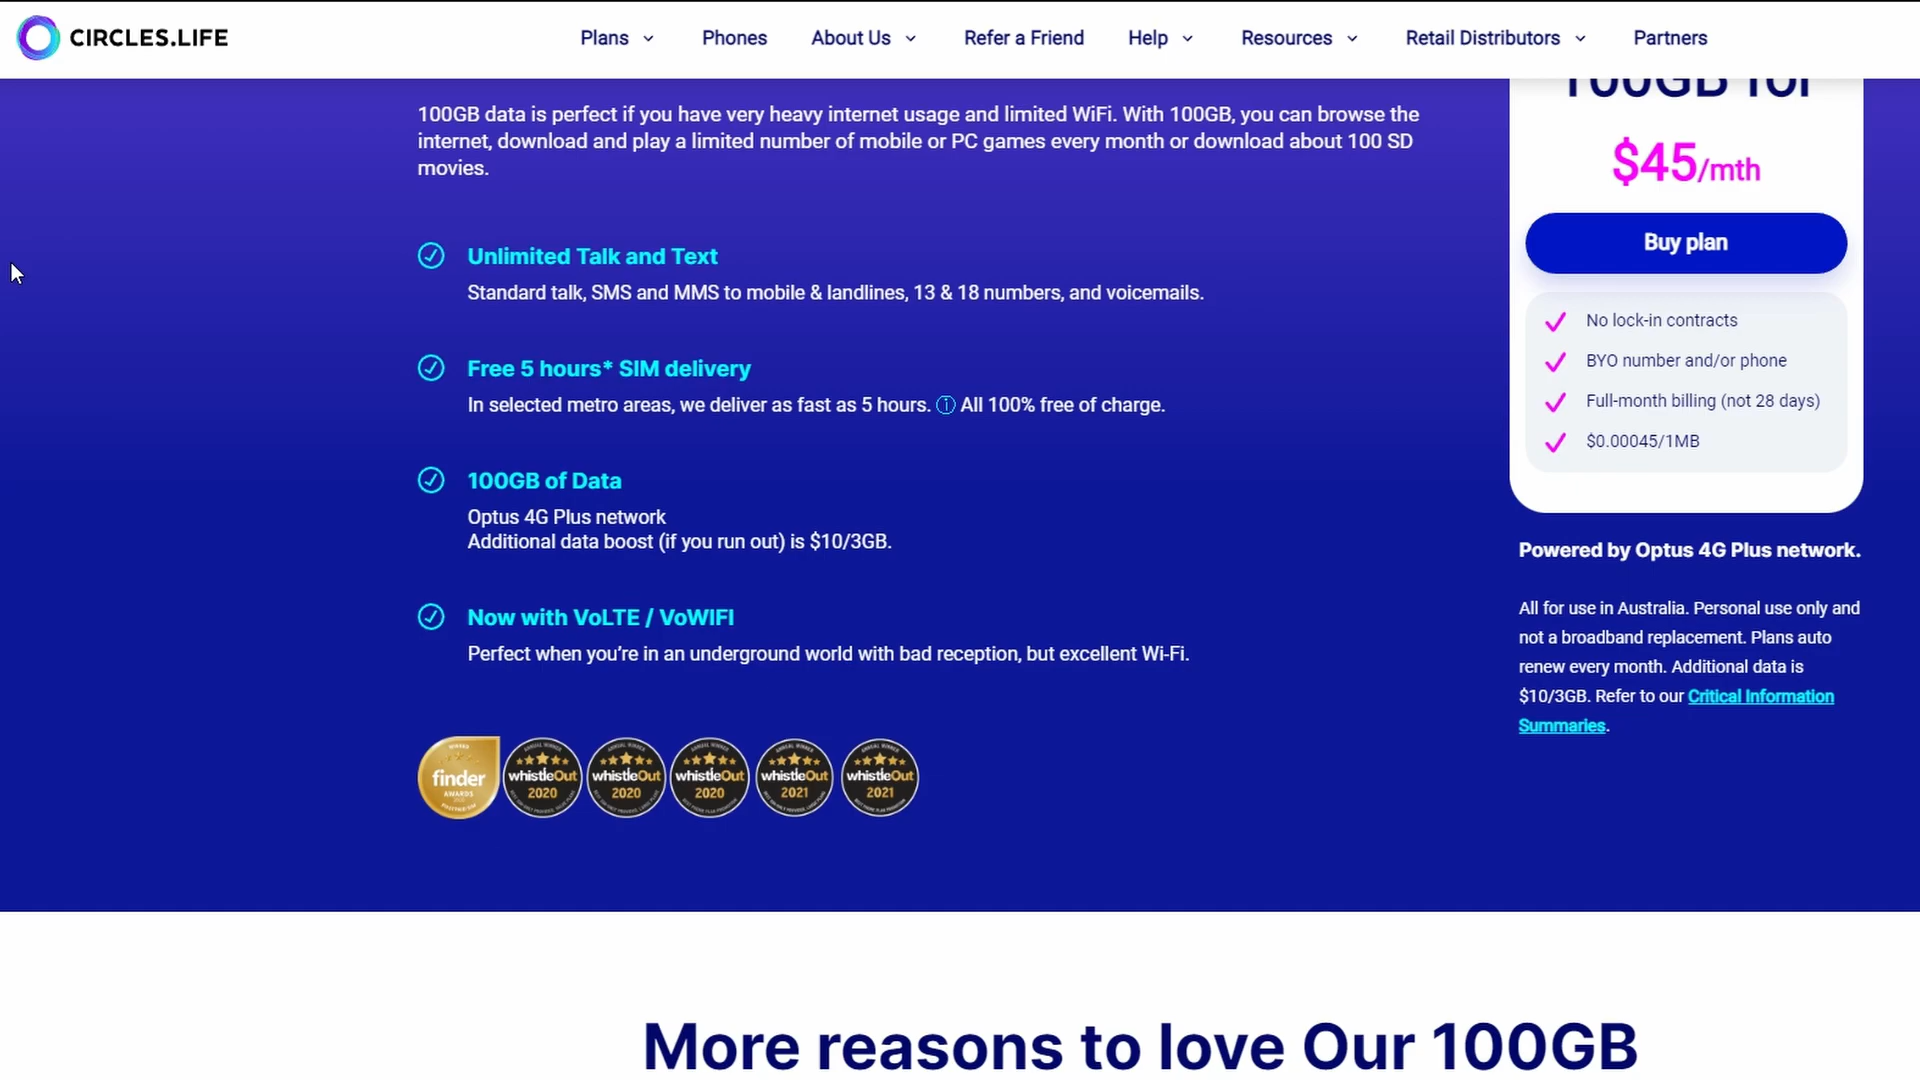 CIRCLES.LIFE
Plans
Phones
About Us
Refer a Friend
Help
Resources
Retail Distributors
Partners
100GB data is perfect if you have very heavy internet usage and limited WiFi. With 100GB, you can browse the
internet, download and play a limited number of mobile or PC games every month or download about 100 SD
movies.
Unlimited Talk and Text
Standard talk, SMS and MMS to mobile & landlines, 13 & 18 numbers, and voicemails.
Free 5 hours* SIM delivery
In selected metro areas, we deliver as fast as 5 hours. ⓘ All 100% free of charge.
100GB of Data
Optus 4G Plus network
Additional data boost (if you run out) is $10/3GB.
Now with VoLTE / VoWIFI
Perfect when you’re in an underground world with bad reception, but excellent Wi-Fi.
finder
AWARDS
whistleOut
2020
whistleOut
2020
whistleOut
2020
whistleOut
2021
whistleOut
2021
100GB for
$45/mth
Buy plan
No lock-in contracts
BYO number and/or phone
Full-month billing (not 28 days)
$0.00045/1MB
Powered by Optus 4G Plus network.
All for use in Australia. Personal use only and
not a broadband replacement. Plans auto
renew every month. Additional data is
$10/3GB. Refer to our Critical Information
Summaries.
More reasons to love Our 100GB